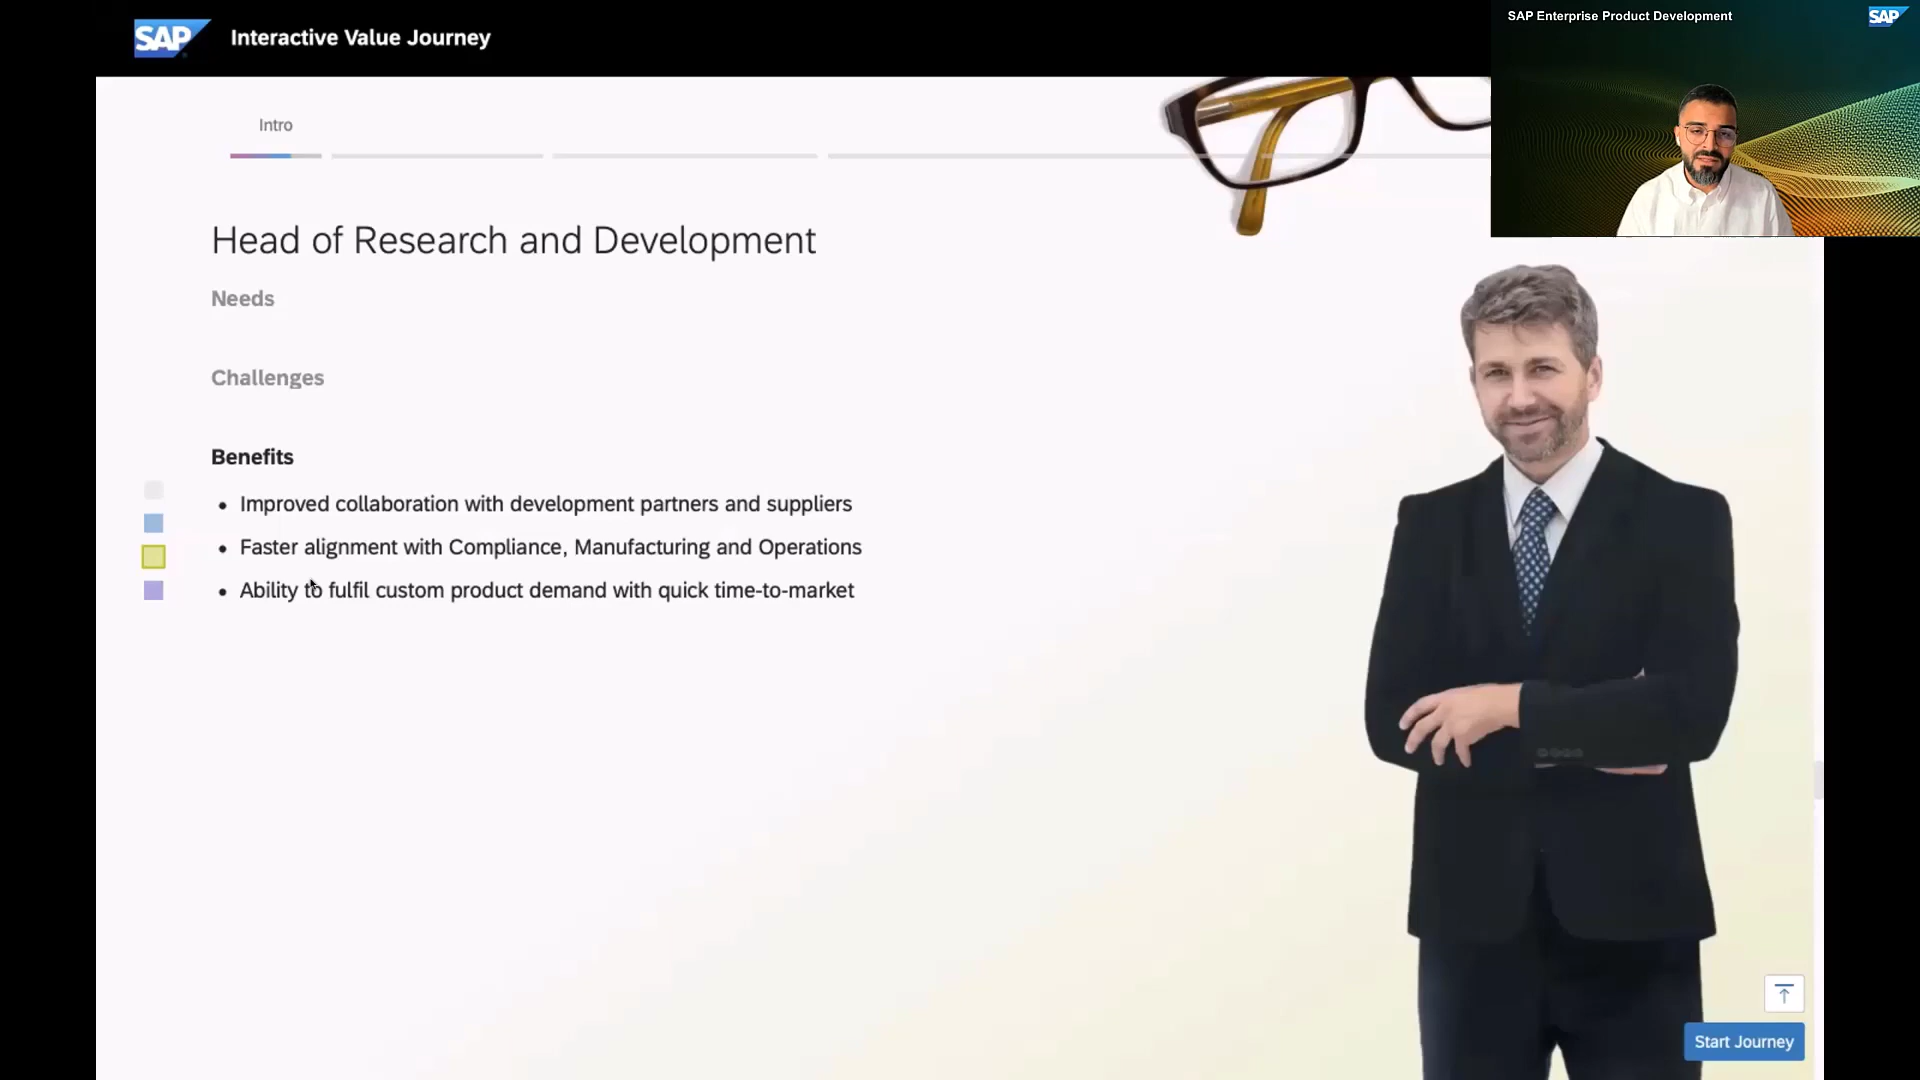 SAP
Interactive Value Journey
SAP Enterprise Product Development
SAP
Intro
Head of Research and Development
Needs
Challenges
Benefits
• Improved collaboration with development partners and suppliers
• Faster alignment with Compliance, Manufacturing and Operations
• Ability to fulfil custom product demand with quick time-to-market
Start Journey